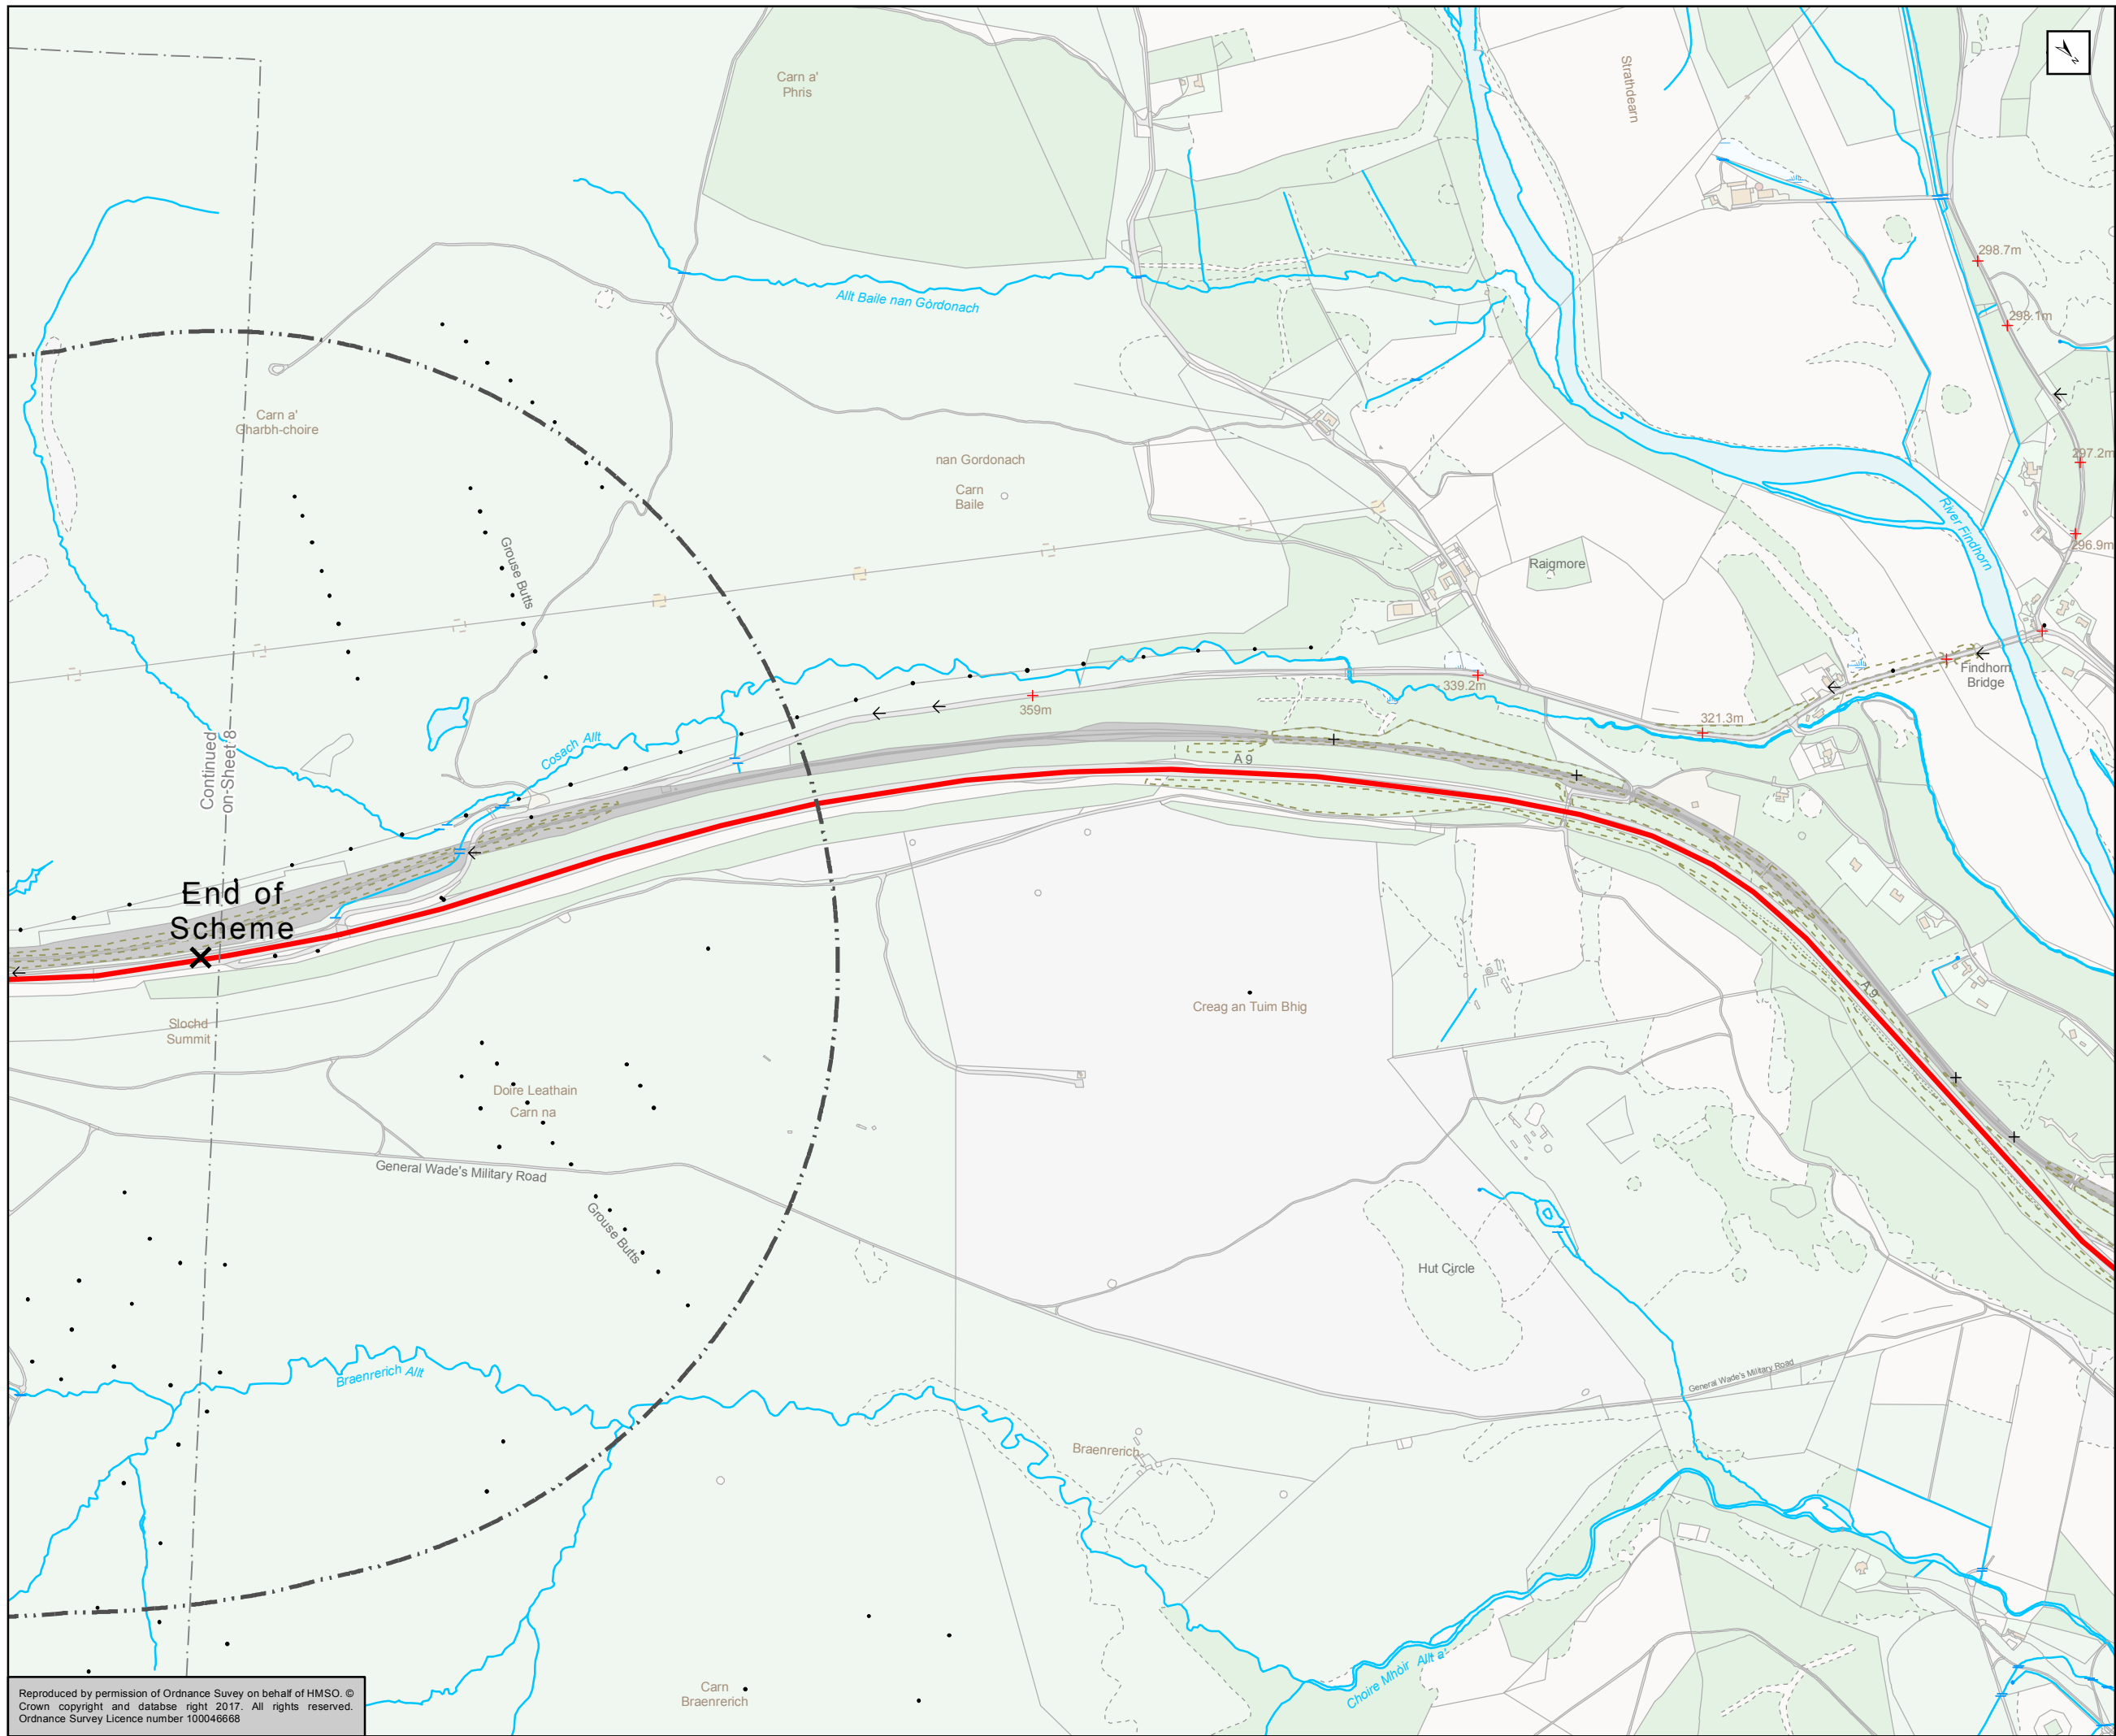 Carn a'
Phris
Strathdearn
N
298.7m
Allt Baile nan Gòrdonach
298.1m
Carn a'
Gharbh-choire
nan Gordonach
297.2m
Carn
Baile
River Findhorn
Grouse Butts
296.9m
Raigmore
Findhorn
Bridge
339.2m
359m
321.3m
Cosach Allt
A 9
Continued
on Sheet 8
End of
Scheme
A 9
Creag an Tuim Bhig
Slochd
Summit
Doire Leathain
Carn na
General Wade's Military Road
Grouse Butts
Hut Circle
Braenrerich Allt
General Wade's Military Road
Braenrerich
Choire Mhòir Allt a'
Carn
Braenrerich
Reproduced by permission of Ordnance Suvey on behalf of HMSO. ©
Crown copyright and databse right 2017. All rights reserved.
Ordnance Survey Licence number 100046668